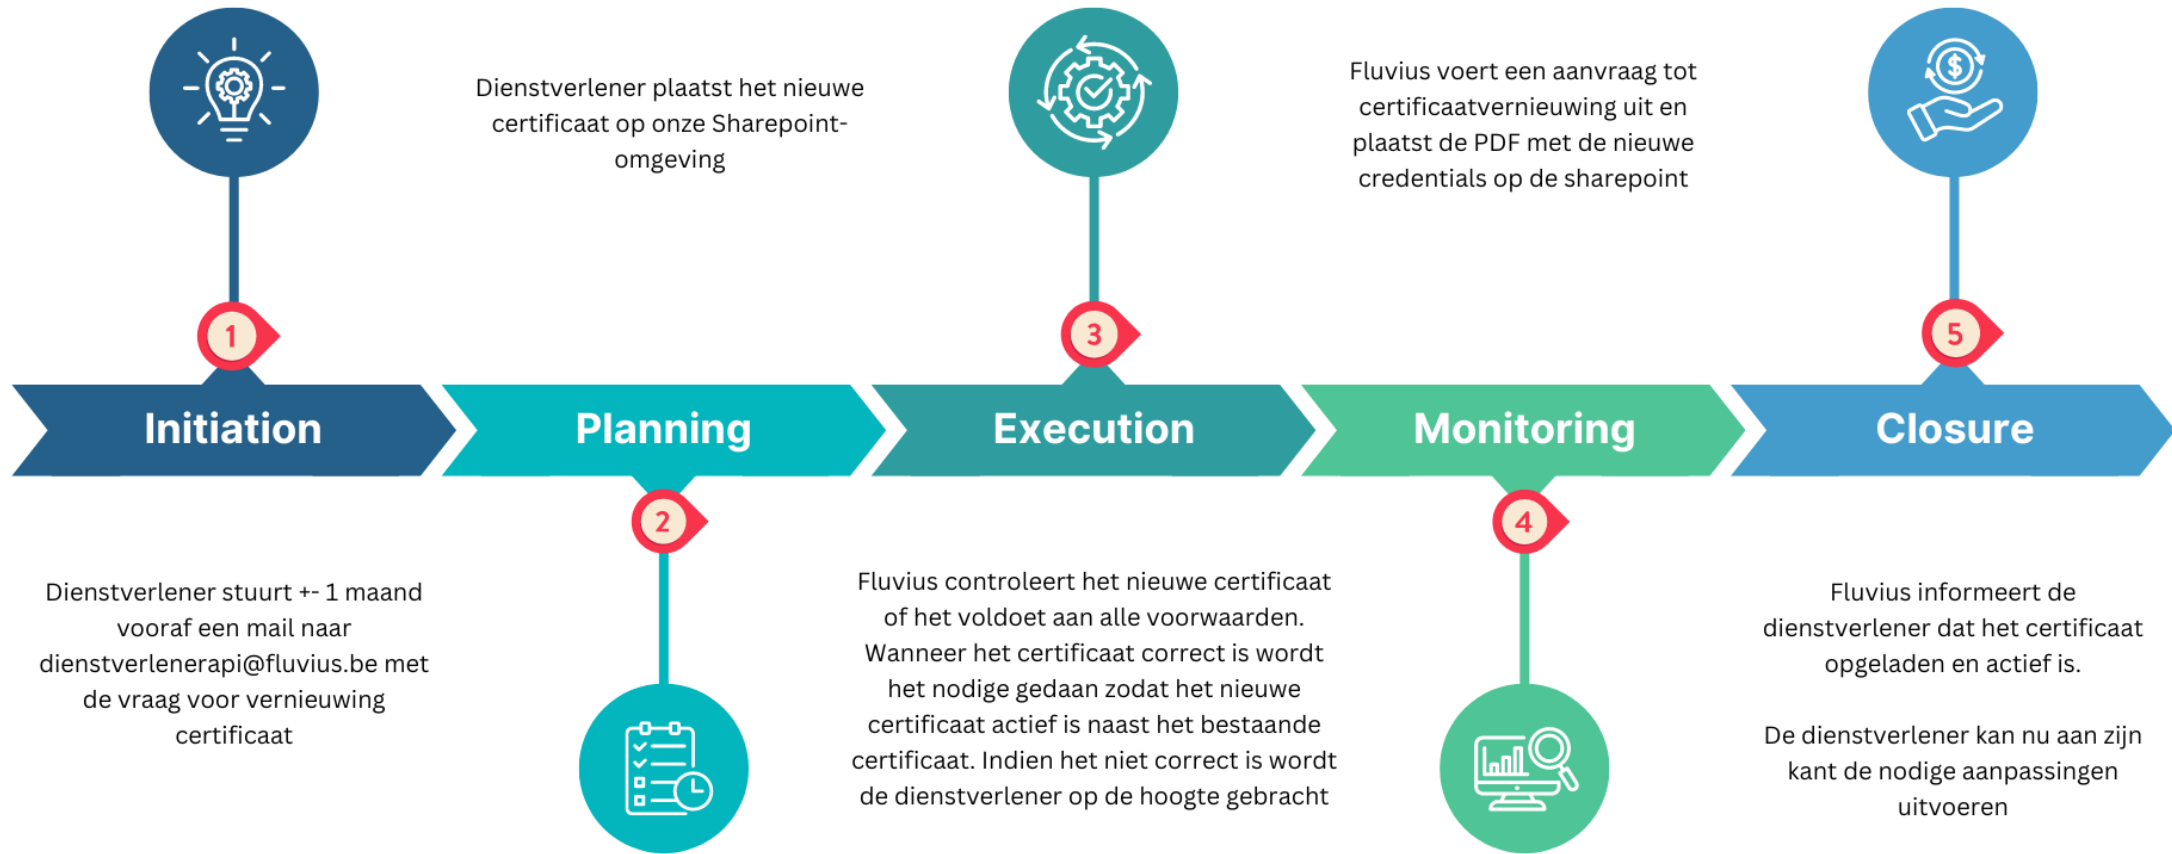 Dienstverlener plaatst het nieuwe
certificaat op onze Sharepoint-
omgeving
Fluvius voert een aanvraag tot
certificaatvernieuwing uit en
plaatst de PDF met de nieuwe
credentials op de sharepoint
$
1
3
5
Initiation
Planning
Execution
Monitoring
Closure
2
4
Dienstverlener stuurt +- 1 maand
vooraf een mail naar
dienstverlenerapi@fluvius.be met
de vraag voor vernieuwing
certificaat
Fluvius controleert het nieuwe certificaat
of het voldoet aan alle voorwaarden.
Wanneer het certificaat correct is wordt
het nodige gedaan zodat het nieuwe
certificaat actief is naast het bestaande
certificaat. Indien het niet correct is wordt
de dienstverlener op de hoogte gebracht
Fluvius informeert de
dienstverlener dat het certificaat
opgeladen en actief is.
De dienstverlener kan nu aan zijn
kant de nodige aanpassingen
uitvoeren